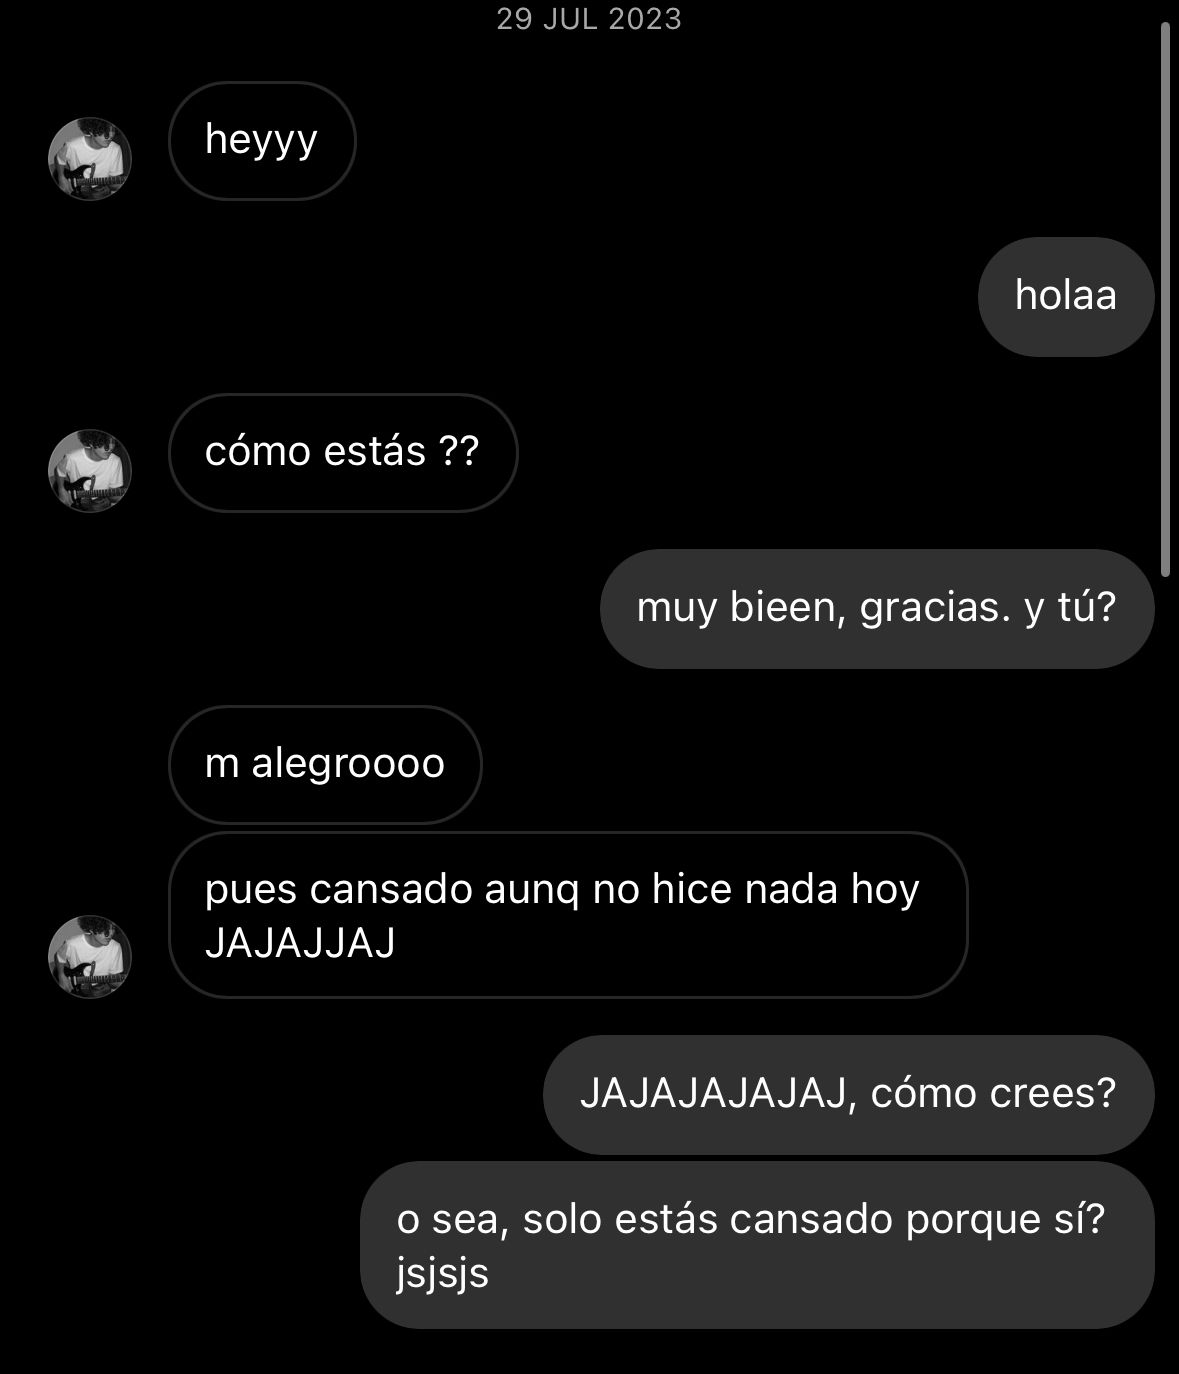 29 JUL 2023
heyyy
holaa
cómo estás ??
muy bieen, gracias. y tú?
m alegroooo
pues cansado aunq no hice nada hoy
JAJAJJAJ
JAJAJAJAJAJ, cómo crees?
o sea, solo estás cansado porque sí?
jsjsjs